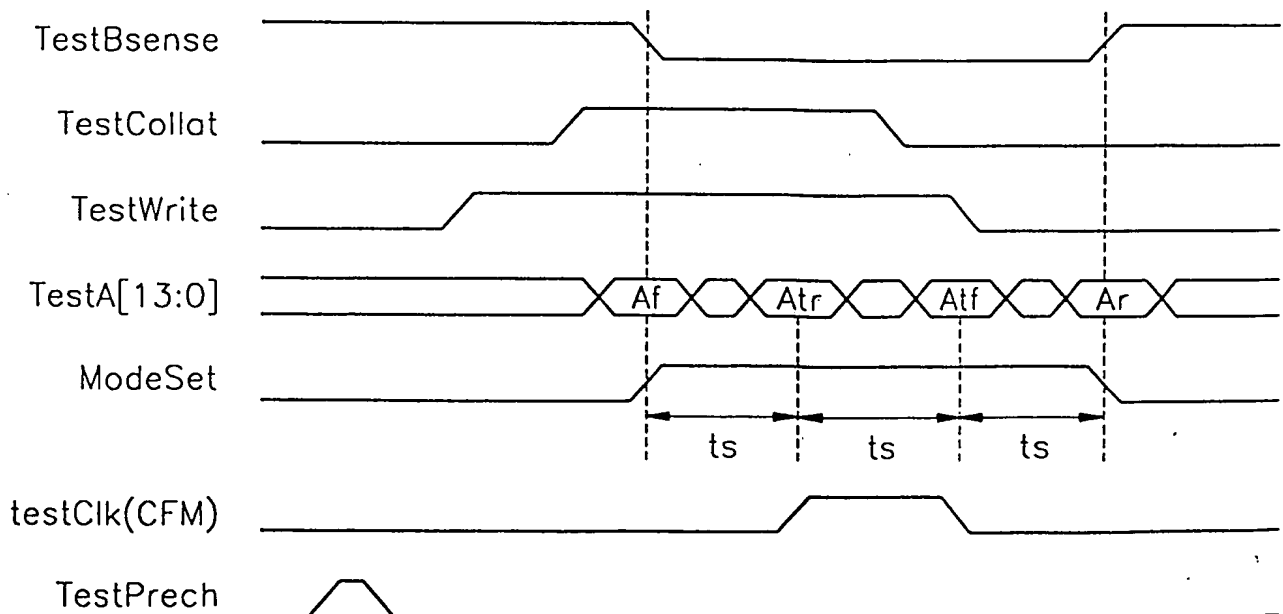 TestBsense
TestCollat
TestWrite
TestA[13:0] Af Atr Atf Ar
ModeSet
ts ts ts
testClk(CFM)
TestPrech